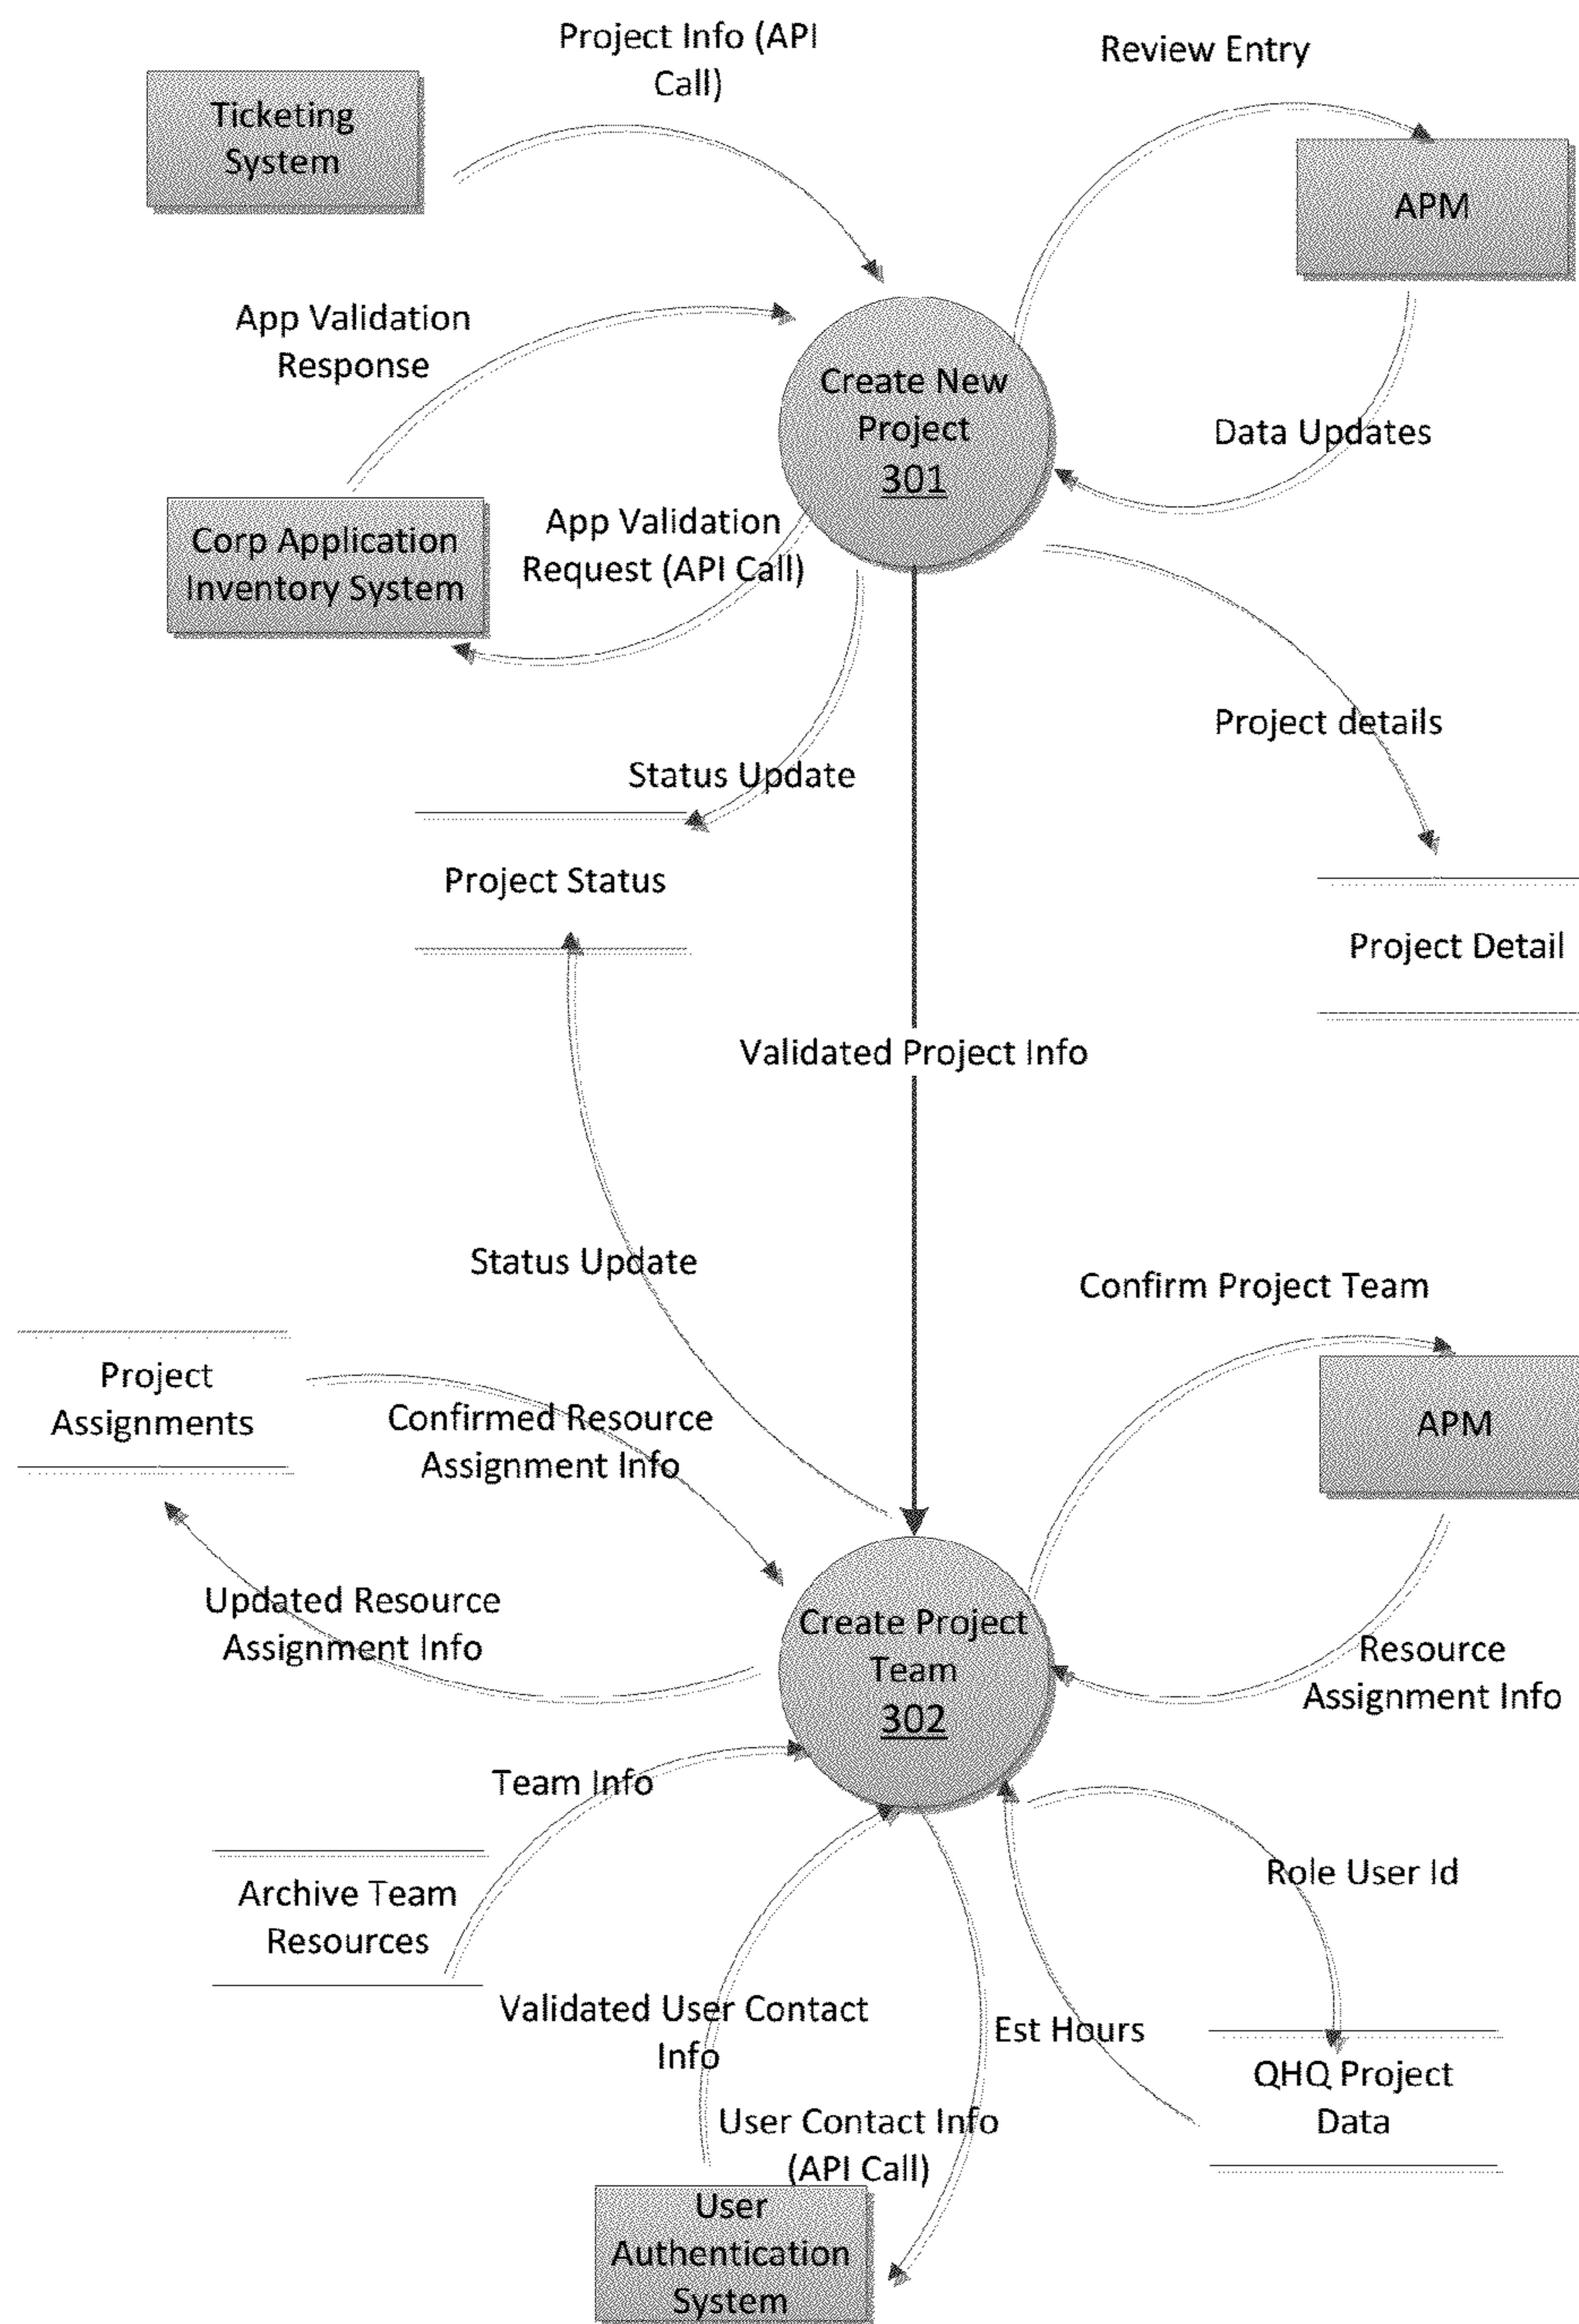 Project Info (API
Call)
Review Entry
Ticketing
System
APM
App Validation
Response
Create New
Project
301
Data Updates
Corp Application
Inventory System
App Validation
Request (API Call)
Project details
Status Update
Project Status
Project Detail
Validated Project Info
Status Update
Confirm Project Team
Project
Assignments
Confirmed Resource
Assignment Info
APM
Updated Resource
Assignment Info
Create Project
Team
302
Resource
Assignment Info
Team Info
Archive Team
Resources
Role User Id
Validated User Contact
Info
Est Hours
QHQ Project
Data
User Contact Info
(API Call)
User
Authentication
System